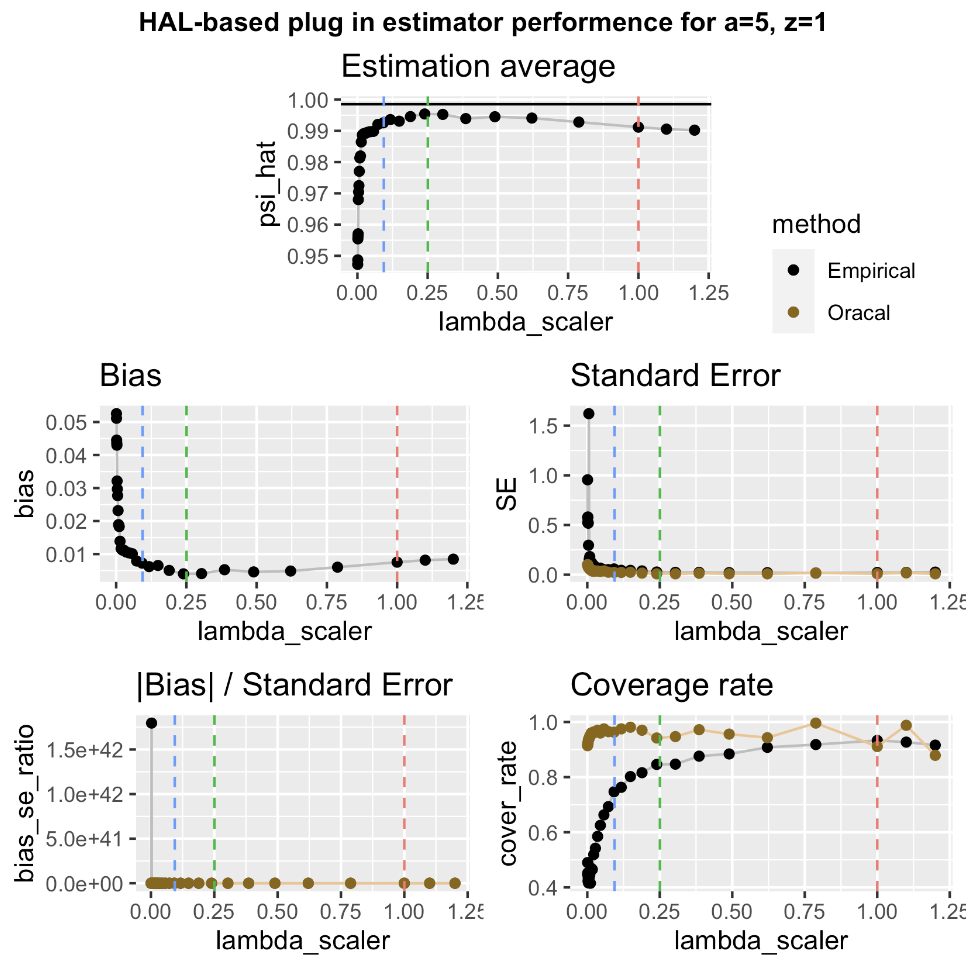 HAL-based plug in estimator performence for a=5, z=1
Estimation average
1.00
0.99
0.98
0.97
0.96
0.95
psi_hat
0.00 0.25 0.50 0.75 1.00 1.25
lambda_scaler
method
Empirical
Oracal
Bias
0.05
0.04
0.03
0.02
0.01
bias
0.00 0.25 0.50 0.75 1.00 1.25
lambda_scaler
Standard Error
1.5
1.0
0.5
0.0
SE
0.00 0.25 0.50 0.75 1.00 1.25
lambda_scaler
|Bias| / Standard Error
1.5e+42
1.0e+42
5.0e+41
0.0e+00
bias_se_ratio
0.00 0.25 0.50 0.75 1.00 1.25
lambda_scaler
Coverage rate
1.0
0.8
0.6
0.4
cover_rate
0.00 0.25 0.50 0.75 1.00 1.25
lambda_scaler